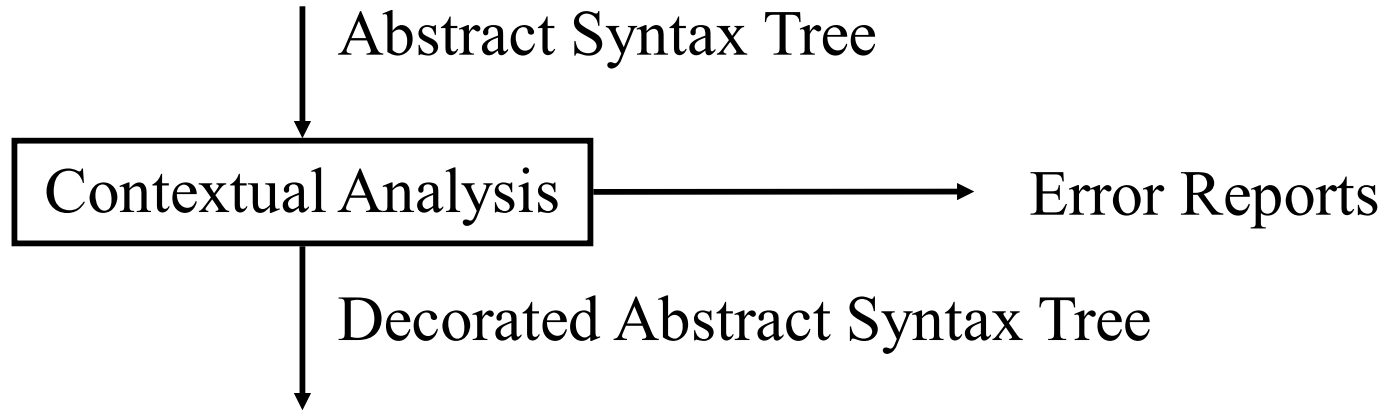 Abstract Syntax Tree
Contextual Analysis
Error Reports
Decorated Abstract Syntax Tree